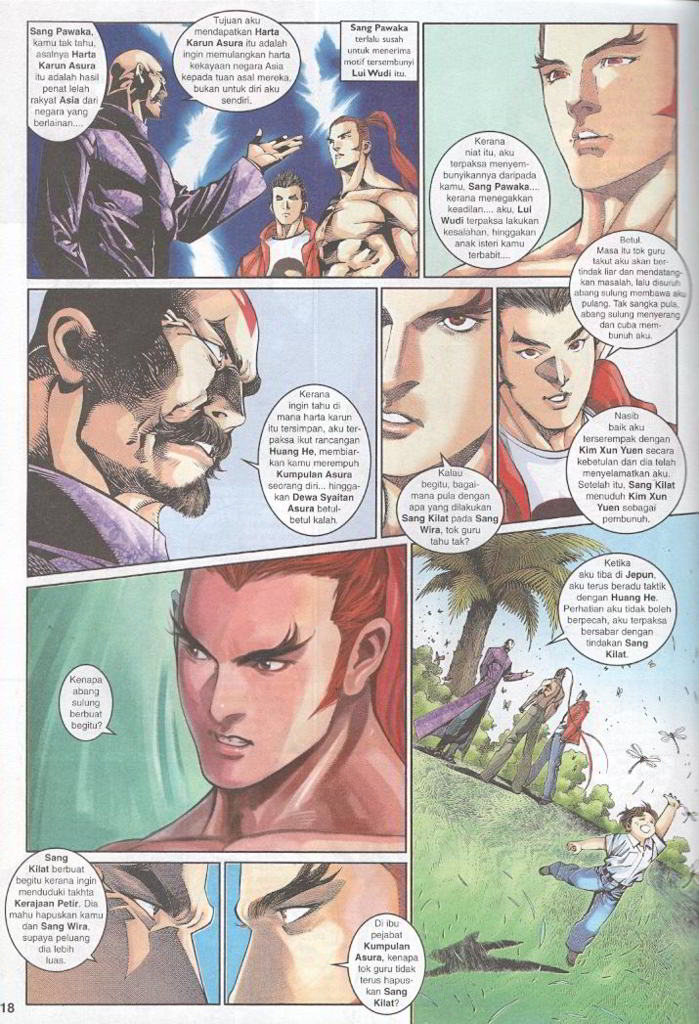 Sang Pawaka,
kamu tak tahu,
asalnya Harta
Karun Asura
itu adalah hasil
penat lelah
rakyat Asia dari
negara yang
berlainan....
Tujuan aku
mendapatkan Harta
Karun Asura itu adalah
ingin memulangkan harta
kekayaan negara Asia
kepada tuan asal mereka,
bukan untuk diri aku
sendiri.
Sang Pawaka
terlalu susah
untuk menerima
motif tersembunyi
Lui Wudi itu.
Kerana
niat itu, aku
terpaksa menyem-
bunyikannya daripada
kamu, Sang Pawaka....
kerana menegakkan
keadilan.... aku, Lui
Wudi terpaksa lakukan
sebegini, hinggakan
anak isteri kamu
terbabit....
Kerana
ingin tahu di
mana harta karun
itu tersimpan, aku ter-
paksa ikut rancangan
Huang He, membiar-
kan kamu merempuh
Kumpulan Asura
seorang diri... hingga-
kan Dewa Syaitan
Asura betul-
betul kalah.
Kalau
begitu, bagai-
mana pula dengan
apa yang dilakukan
Sang Kilat pada Sang
Wira, tok guru
tahu tak?
Betul.
Masa itu tok guru
takut aku akan ber-
tindak liar dan mendatang-
kan masalah, lalu disuruh
abang sulung membawa aku
pulang. Tak sangka pula,
abang sulung menyerang
dan cuba mem-
bunuh aku.
Nasib
baik aku
terserempak dengan
Kim Xun Yuen secara
kebetulan dan dia telah
menyelamatkan aku.
Setelah itu, Sang Kilat
menuduh Kim Xun
Yuen sebagai
pembunuh.
Kenapa
abang
sulung
berbuat
begitu?
Ketika
aku tiba di Jepun,
aku terus beradu taktik
dengan Huang He.
Perhatian aku tidak boleh
berpecah, aku terpaksa
bersabar dengan
tindakan Sang
Kilat.
Sang
Kilat berbuat
begitu kerana ingin
menduduki takhta
Kerajaan Petir. Dia
mahu hapuskan kamu
dan Sang Wira,
supaya peluang
dia lebih
luas.
Di ibu
pejabat
Kumpulan
Asura, kenapa
tok guru tidak
terus hapus-
kan Sang
Kilat?
18